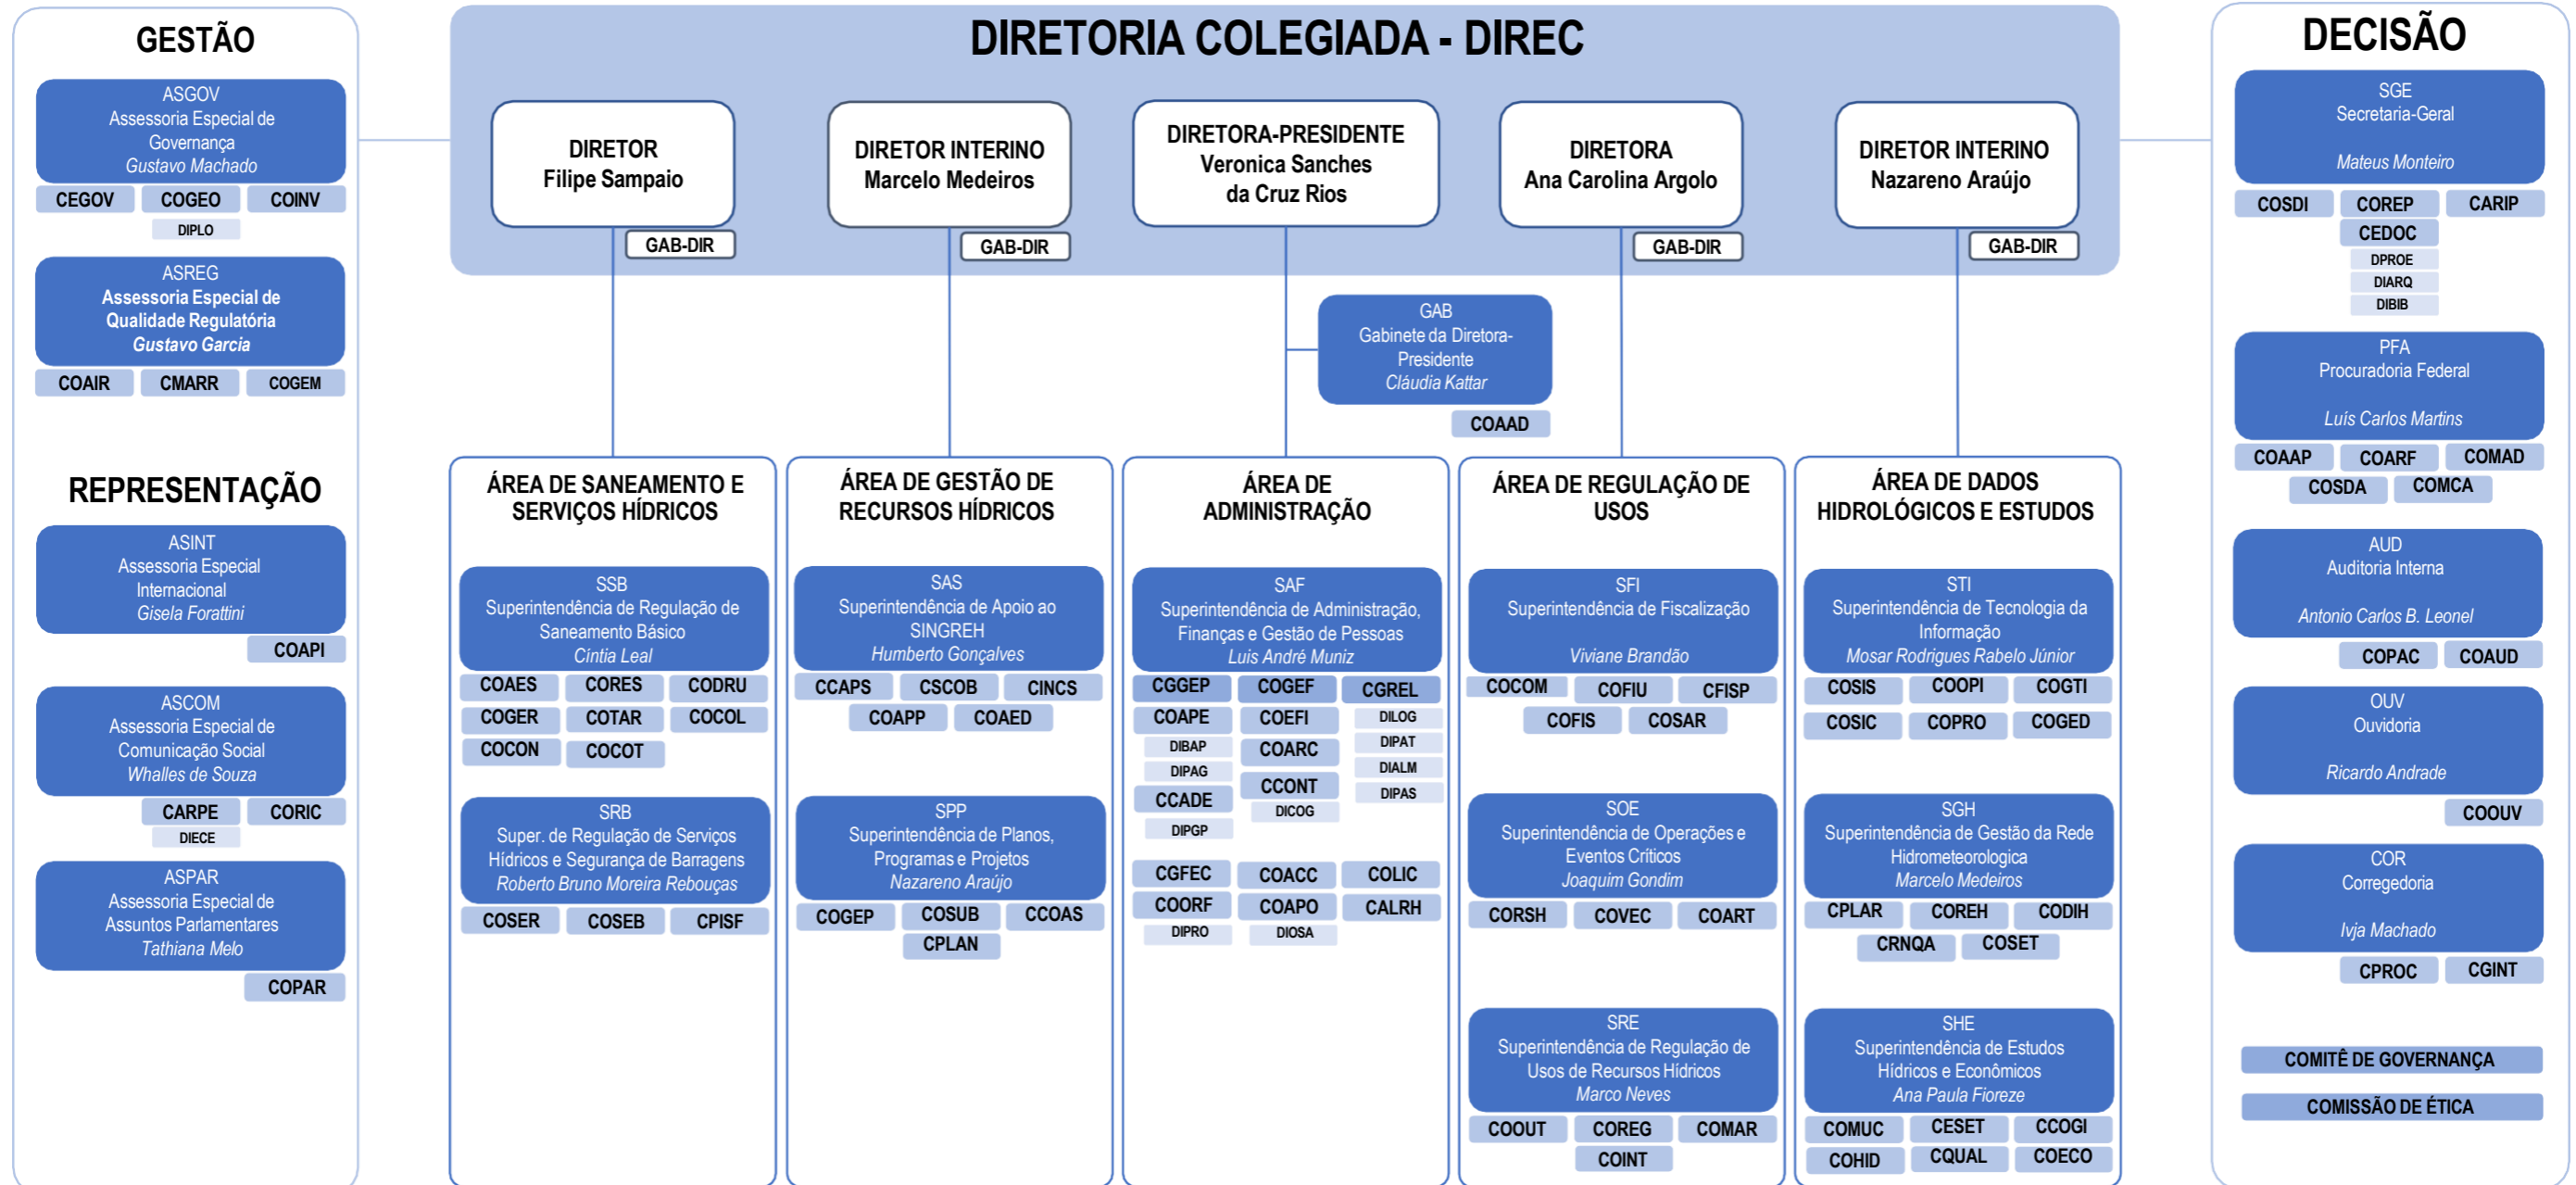 GESTÃO
ASGOV
Assessoria Especial de
Governança
Gustavo Machado
CEGOV COGEO COINV
DIPLO
ASREG
Assessoria Especial de
Qualidade Regulatória
Gustavo Garcia
COAIR CMARR COGEM
REPRESENTAÇÃO
ASINT
Assessoria Especial
Internacional
Gisela Forattini
COAPI
ASCOM
Assessoria Especial de
Comunicação Social
Whalles de Souza
CARPE CORIC
DIECE
ASPAR
Assessoria Especial de
Assuntos Parlamentares
Tathiana Melo
COPAR
DIRETORIA COLEGIADA - DIREC
DIRETOR
Filipe Sampaio
GAB-DIR
DIRETOR INTERINO
Marcelo Medeiros
GAB-DIR
DIRETORA-PRESIDENTE
Veronica Sanches
da Cruz Rios
DIRETORA
Ana Carolina Argolo
GAB-DIR
DIRETOR INTERINO
Nazareno Araújo
GAB-DIR
GAB
Gabinete da Diretora-
Presidente
Cláudia Kattar
COAAD
ÁREA DE SANEAMENTO E
SERVIÇOS HÍDRICOS
SSB
Superintendência de Regulação de
Saneamento Básico
Cíntia Leal
COAES CORES CODRU
COGER COTAR COCOL
COCON COCOT
SRB
Super. de Regulação de Serviços
Hídricos e Segurança de Barragens
Roberto Bruno Moreira Rebouças
COSER COSEB CPISF
ÁREA DE GESTÃO DE
RECURSOS HÍDRICOS
SAS
Superintendência de Apoio ao
SINGREH
Humberto Gonçalves
CCAPS CSCOB CINCS
COAPP COAED
SPP
Superintendência de Planos,
Programas e Projetos
Nazareno Araújo
COGEP COSUB CCOAS
CPLAN
ÁREA DE
ADMINISTRAÇÃO
SAF
Superintendência de Administração,
Finanças e Gestão de Pessoas
Luis André Muniz
CGGEP COGEF CGREL
COAPE COEFI DILOG
DIBAP COARC DIPAT
DIPAG CCONT DIALM
CCADE DICOG DIPAS
DIPGP
CGFEC COACC COLIC
COORF COAPO CALRH
DIPRO DIOSA
ÁREA DE REGULAÇÃO DE
USOS
SFI
Superintendência de Fiscalização
Viviane Brandão
COCOM COFIU CFISP
COFIS COSAR
SOE
Superintendência de Operações e
Eventos Críticos
Joaquim Gondim
CORSH COVEC COART
SRE
Superintendência de Regulação de
Usos de Recursos Hídricos
Marco Neves
COOUT COREG COMAR
COINT
ÁREA DE DADOS
HIDROLÓGICOS E ESTUDOS
STI
Superintendência de Tecnologia da
Informação
Mosar Rodrigues Rabelo Júnior
COSIS COOPI COGTI
COSIC COPRO COGED
SGH
Superintendência de Gestão da Rede
Hidrometeorologica
Marcelo Medeiros
CPLAR COREH CODIH
CRNQA COSET
SHE
Superintendência de Estudos
Hídricos e Econômicos
Ana Paula Fioreze
COMUC CESET CCOGI
COHID CQUAL COECO
DECISÃO
SGE
Secretaria-Geral
Mateus Monteiro
COSDI COREP CARIP
CEDOC
DPROE
DIARQ
DIBIB
PFA
Procuradoria Federal
Luís Carlos Martins
COAAP COARF COMAD
COSDA COMCA
AUD
Auditoria Interna
Antonio Carlos B. Leonel
COPAC COAUD
OUV
Ouvidoria
Ricardo Andrade
COOUV
COR
Corregedoria
Ivja Machado
CPROC CGINT
COMITÊ DE GOVERNANÇA
COMISSÃO DE ÉTICA